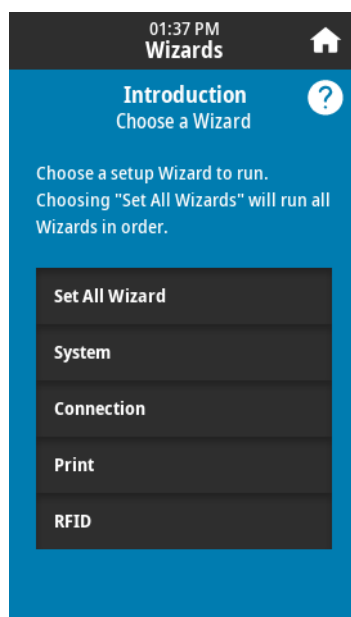 01:37 PM
Wizards
Introduction
?
Choose a Wizard
Choose a setup Wizard to run.
Choosing "Set All Wizards" will run all
Wizards in order.
Set All Wizard
System
Connection
Print
RFID